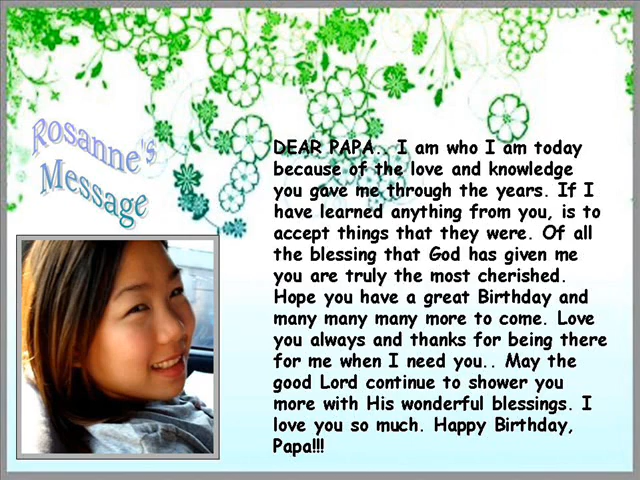 Rosanne's
Message
DEAR PAPA.. I am who I am today
because of the love and knowledge
you gave me through the years. If I
have learned anything from you, is to
accept things that they were. Of all
the blessing that God has given me
you are truly the most cherished.
Hope you have a great Birthday and
many many many more to come. Love
you always and thanks for being there
for me when I need you.. May the
good Lord continue to shower you
more with His wonderful blessings. I
love you so much. Happy Birthday,
Papa!!!